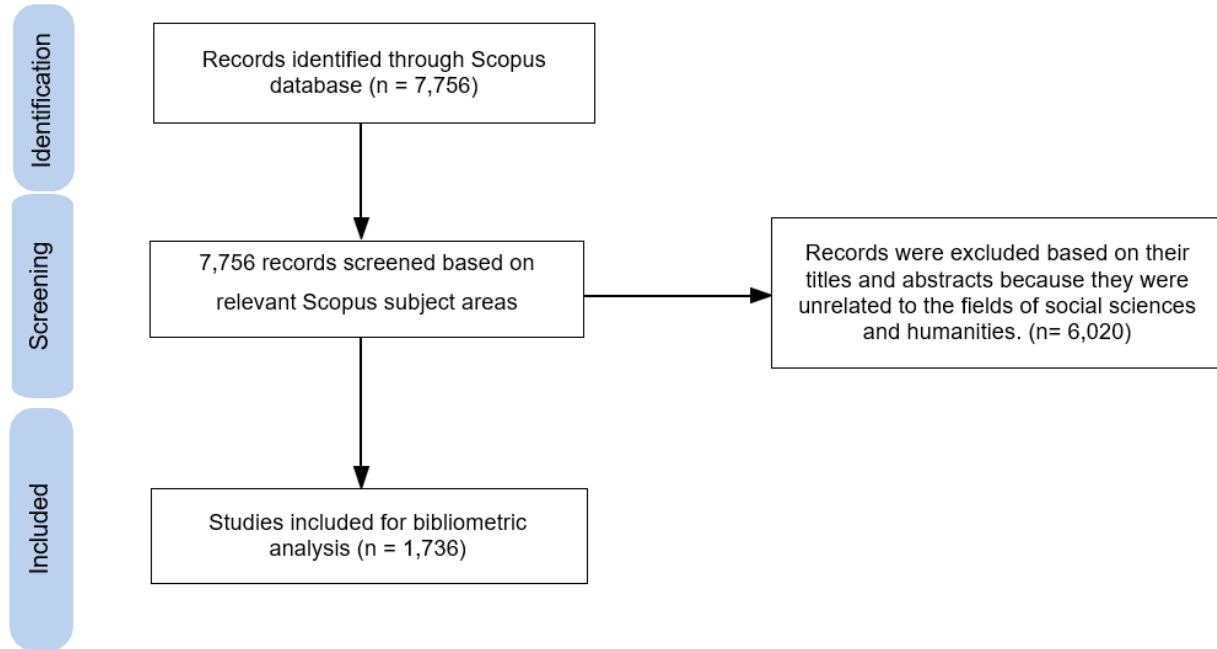 Identification
Records identified through Scopus
database (n = 7,756)
Screening
7,756 records screened based on
relevant Scopus subject areas
Records were excluded based on their
titles and abstracts because they were
unrelated to the fields of social sciences
and humanities. (n= 6,020)
Included
Studies included for bibliometric
analysis (n = 1,736)